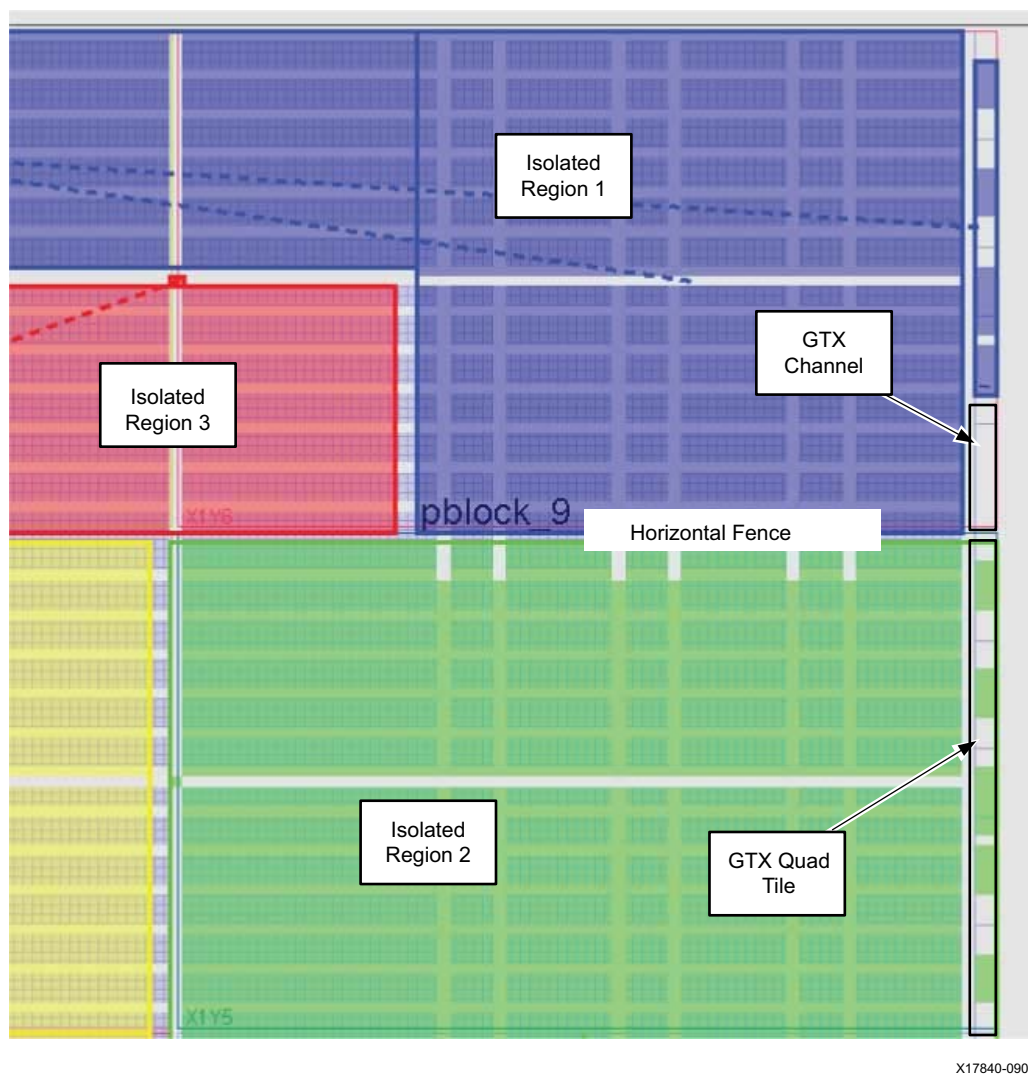 Isolated
Region 1
GTX
Channel
Isolated
Region 3
X1Y6
pblock_9
Horizontal Fence
Isolated
Region 2
GTX Quad
Tile
X1Y5
X17840-090